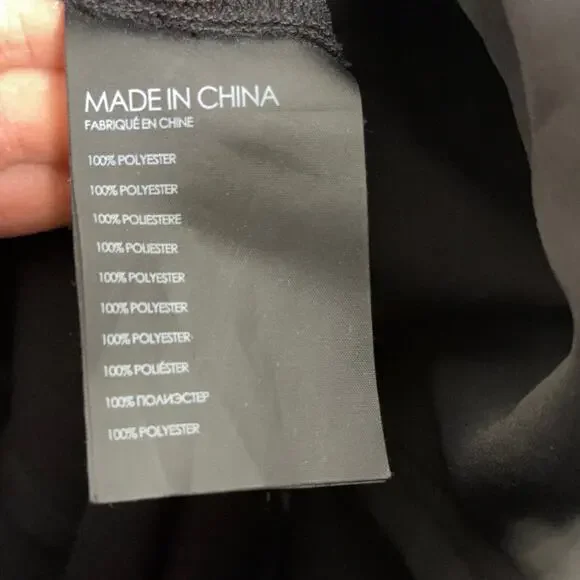 MADE IN CHINA
FABRIQUÉ EN CHINE
100% POLYESTER
100% POLYESTER
100% POLIESTERE
100% POLIESTER
100% POLYESTER
100% POLYESTER
100% POLYESTER
100% POLIÉSTER
100% ПОЛИЭСТЕР
100% POLYESTER